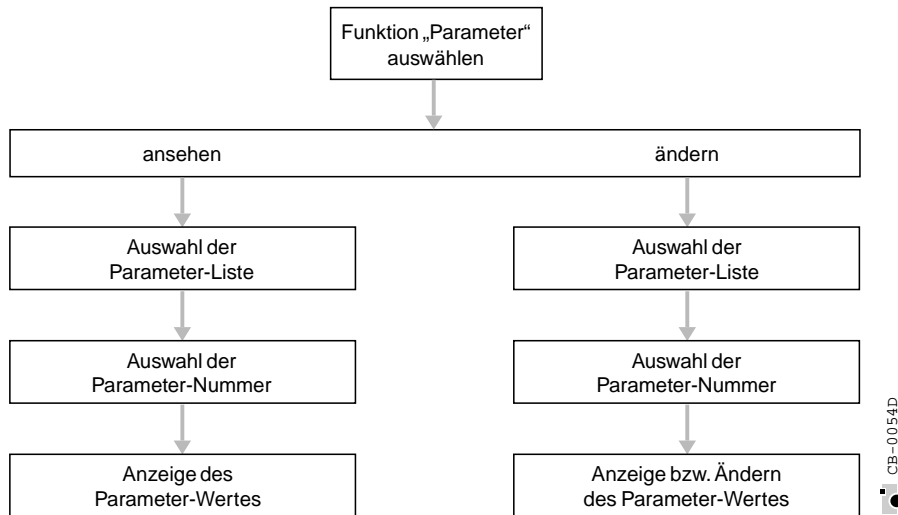 Funktion „Parameter“
auswählen
ansehen
ändern
Auswahl der
Parameter-Liste
Auswahl der
Parameter-Liste
Auswahl der
Parameter-Nummer
Auswahl der
Parameter-Nummer
Anzeige des
Parameter-Wertes
Anzeige bzw. Ändern
des Parameter-Wertes
CB-0054D